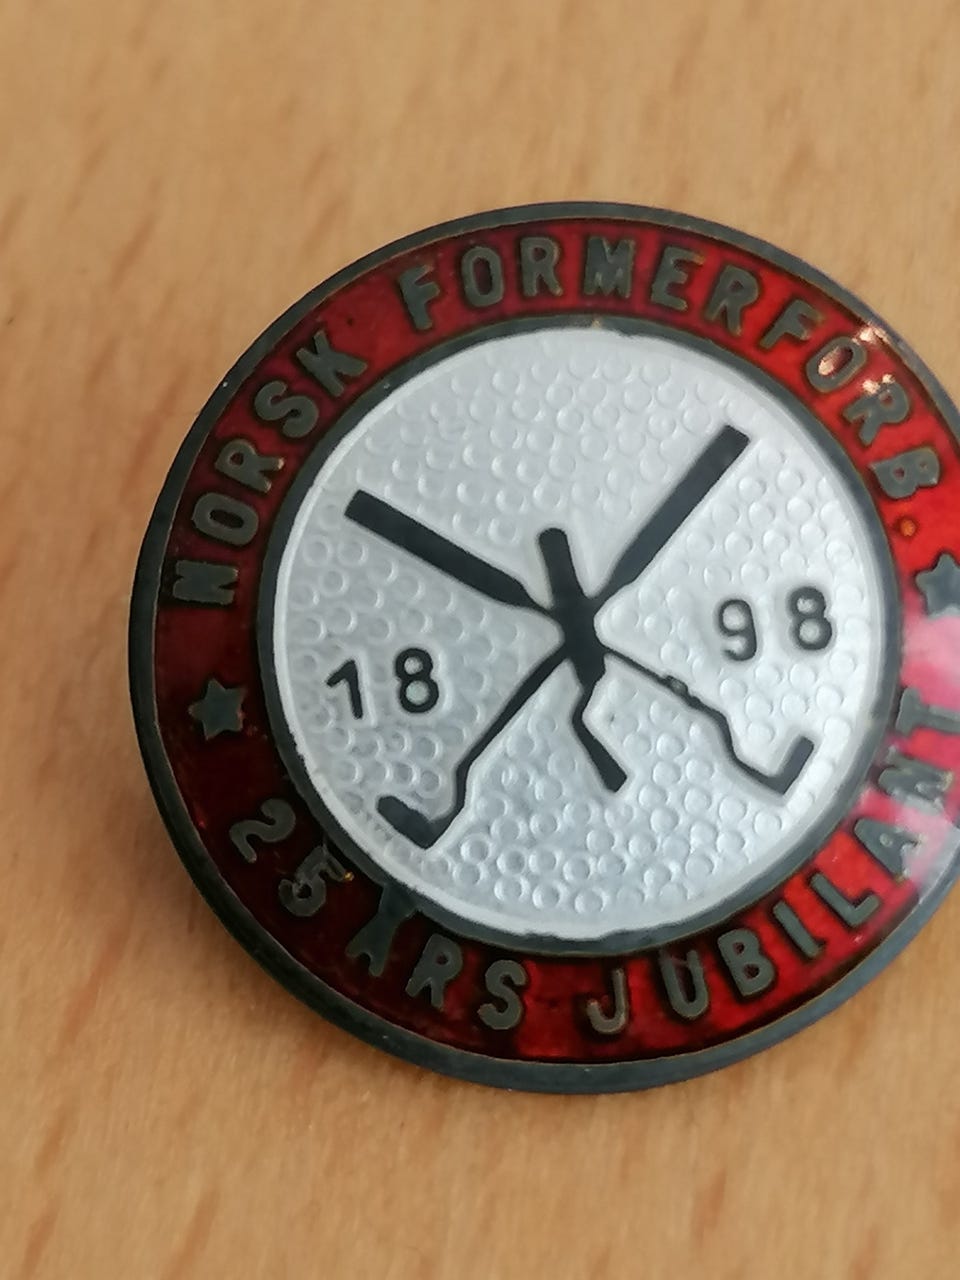 NORSK FORMERFORB.
18 98
25 ÅRS JUBILANT